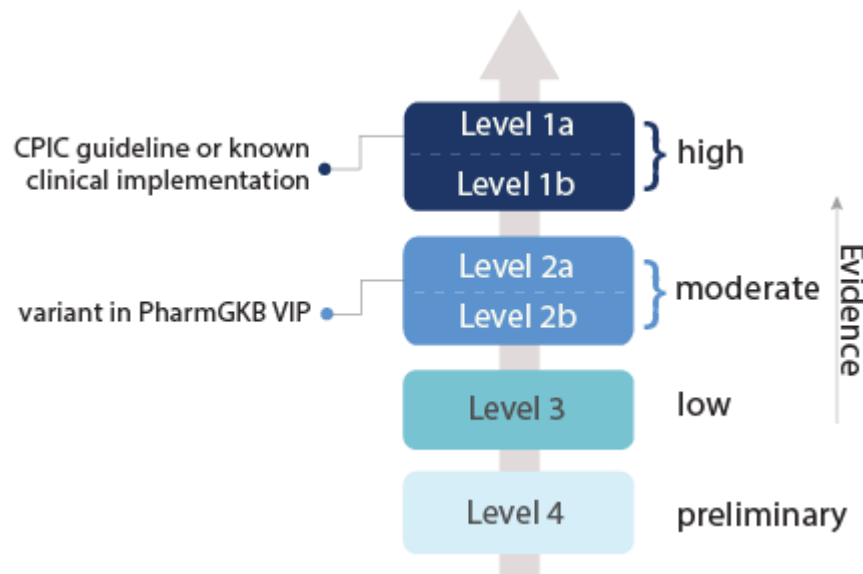 Level 1a
CPIC guideline or known
clinical implementation
high
Level 1b
Level 2a
variant in PharmGKB VIP
moderate
Level 2b
Evidence
Level 3
low
Level 4
preliminary